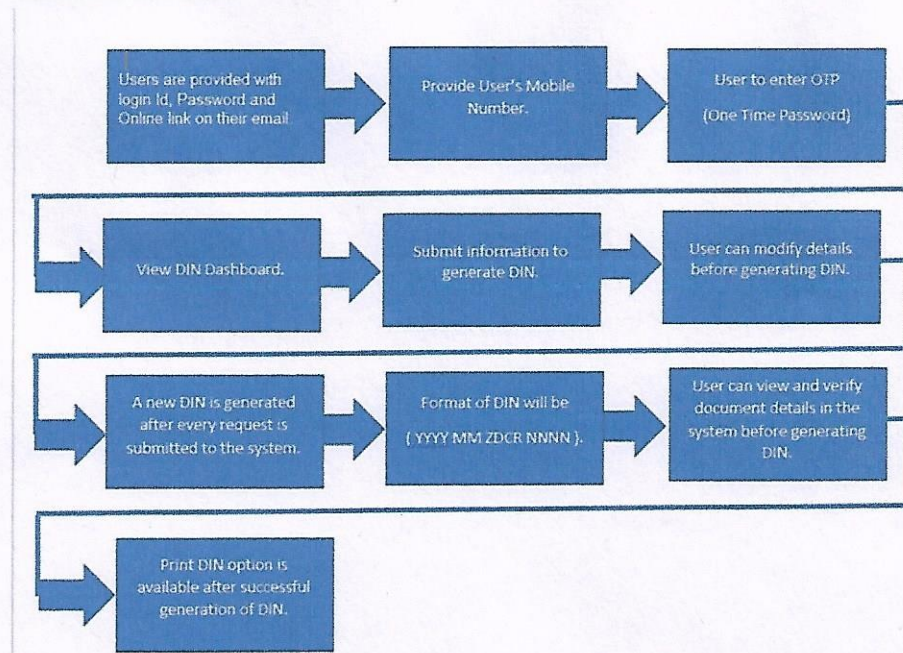 Users are provided with
login Id, Password and
Online link on their email.
Provide User's Mobile
Number.
User to enter OTP
(One Time Password)
View DIN Dashboard.
Submit information to
generate DIN.
User can modify details
before generating DIN.
A new DIN is generated
after every request is
submitted to the system.
Format of DIN will be
{ YYYY MM ZDCR NNNN }.
User can view and verify
document details in the
system before generating
DIN.
Print DIN option is
available after successful
generation of DIN.